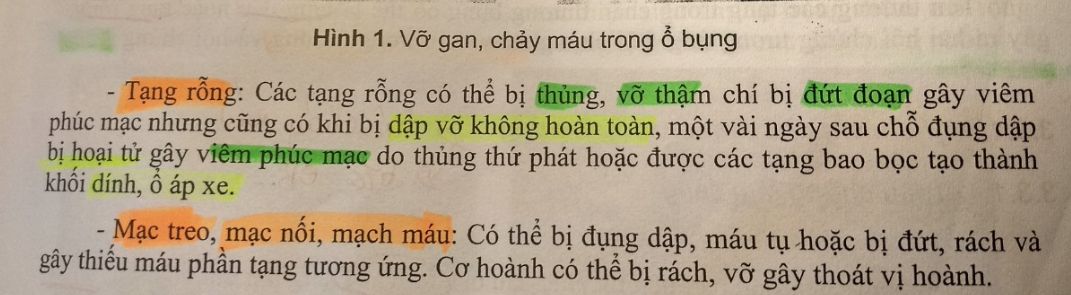 Hình 1. Vỡ gan, chảy máu trong ổ bụng
- Tạng rỗng: Các tạng rỗng có thể bị thủng, vỡ thậm chí bị đứt đoạn gây viêm
phúc mạc nhưng cũng có khi bị dập vỡ không hoàn toàn, một vài ngày sau chỗ đụng dập
bị hoại tử gây viêm phúc mạc do thủng thứ phát hoặc được các tạng bao bọc tạo thành
khối dính, ổ áp xe.
- Mạc treo, mạc nối, mạch máu: Có thể bị đụng dập, máu tụ hoặc bị đứt, rách và
gây thiếu máu phần tạng tương ứng. Cơ hoành có thể bị rách, vỡ gây thoát vị hoành.